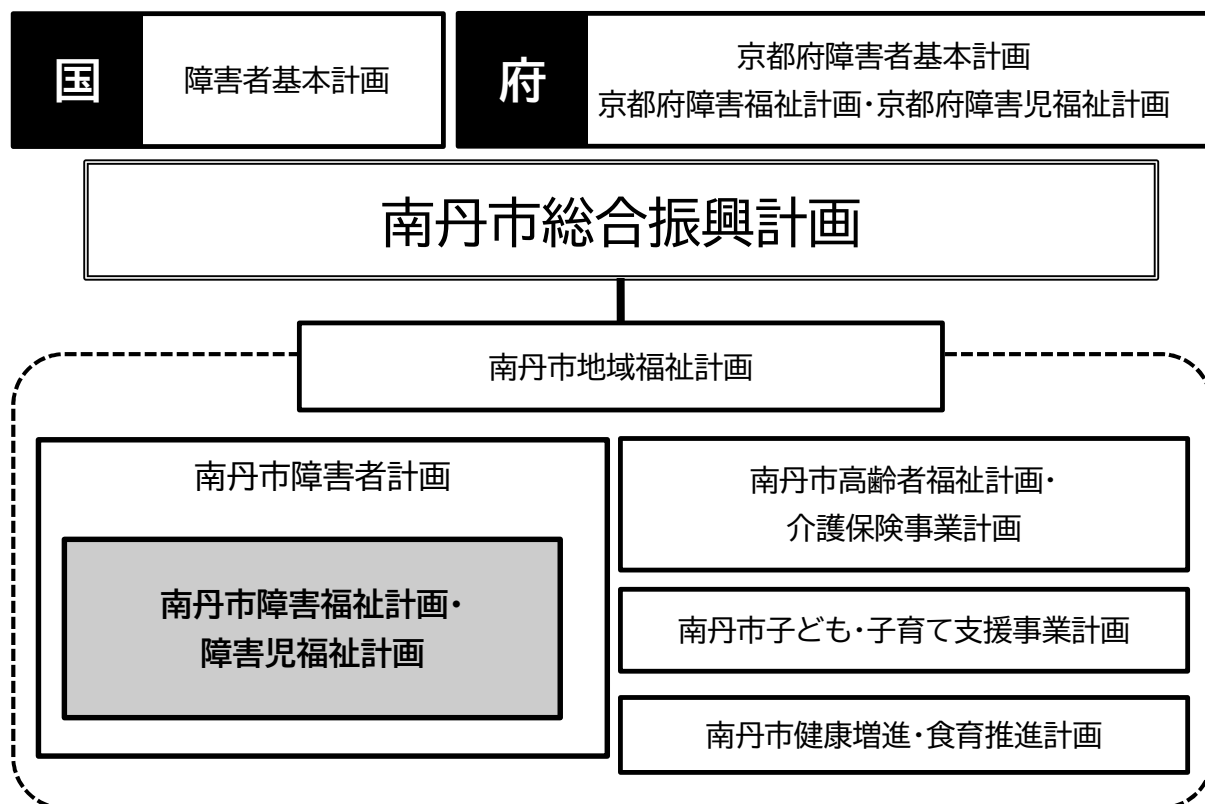 国
障害者基本計画
府
京都府障害者基本計画
京都府障害福祉計画・京都府障害児福祉計画
南丹市総合振興計画
南丹市地域福祉計画
南丹市障害者計画
南丹市障害福祉計画・
障害児福祉計画
南丹市高齢者福祉計画・
介護保険事業計画
南丹市子ども・子育て支援事業計画
南丹市健康増進・食育推進計画